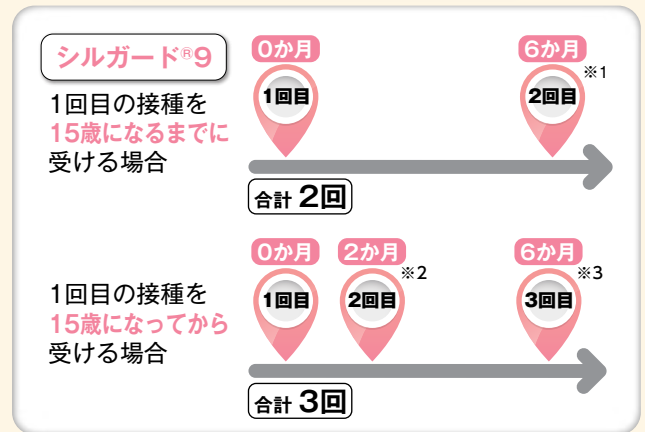 シルガード®9
1回目の接種を
15歳になるまでに
受ける場合
0か月
6か月
※1
1回目
2回目
合計 2回
1回目の接種を
15歳になってから
受ける場合
0か月
2か月
6か月
※2
※3
1回目
2回目
3回目
合計 3回